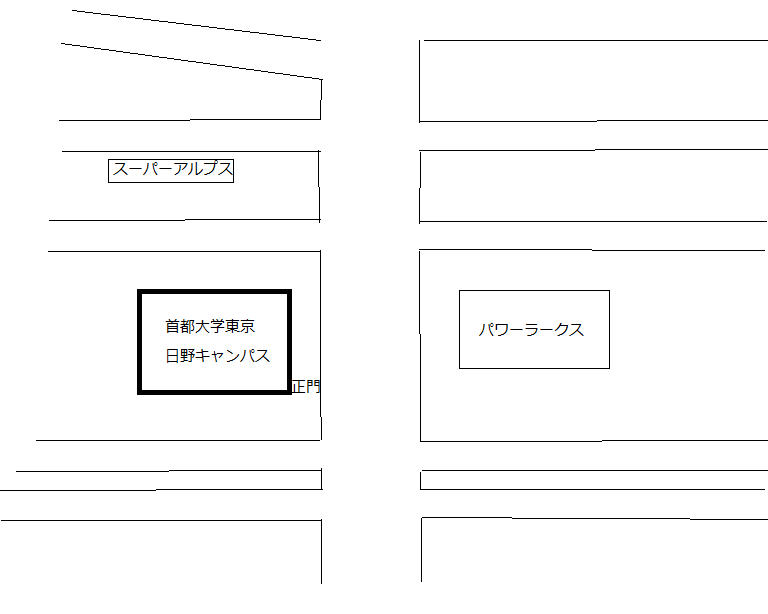 スーパーアルプス
首都大学東京
日野キャンパス
正門
パワーラークス